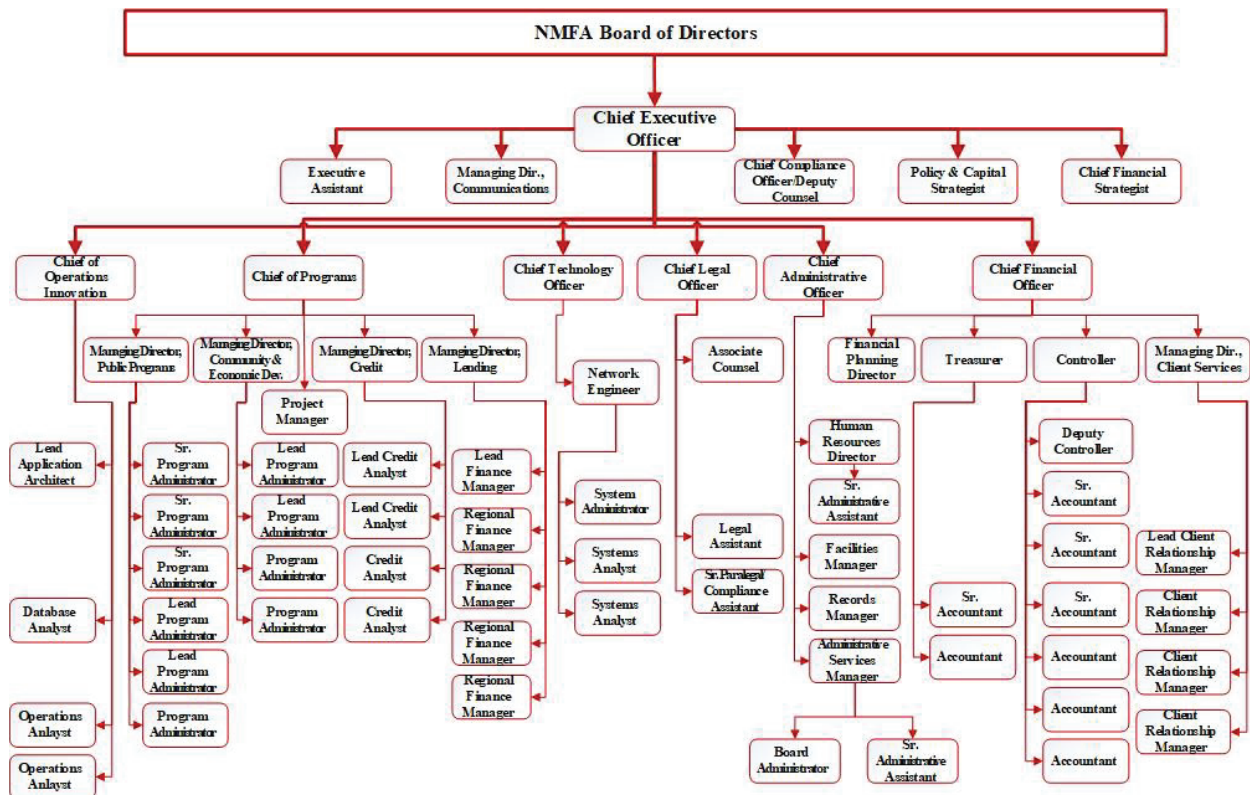 NMFA Board of Directors
Chief Executive
Officer
Executive
Assistant
Managing Dir.,
Communications
Chief Compliance
Officer/Deputy
Counsel
Policy & Capital
Strategist
Chief Financial
Strategist
Chief of
Operations
Innovation
Chief of Programs
Chief Technology
Officer
Chief Legal
Officer
Chief
Administrative
Officer
Chief Financial
Officer
Managing Director,
Public Programs
Managing Director,
Community &
Economic Dev.
Managing Director,
Credit
Managing Director,
Lending
Project
Manager
Network
Engineer
Associate
Counsel
Financial
Planning
Director
Treasurer
Controller
Managing Dir.,
Client Services
Lead
Application
Architect
Database
Analyst
Operations
Anlayst
Operations
Anlayst
Sr.
Program
Administrator
Sr.
Program
Administrator
Sr.
Program
Administrator
Lead
Program
Administrator
Lead
Program
Administrator
Program
Administrator
Lead
Program
Administrator
Lead
Program
Administrator
Program
Administrator
Program
Administrator
Lead Credit
Analyst
Lead Credit
Analyst
Credit
Analyst
Credit
Analyst
Lead
Finance
Manager
Regional
Finance
Manager
Regional
Finance
Manager
Regional
Finance
Manager
Regional
Finance
Manager
System
Administrator
Systems
Analyst
Systems
Analyst
Legal
Assistant
Sr.Paralegal/
Compliance
Assistant
Human
Resources
Director
Sr.
Administrative
Assistant
Facilities
Manager
Records
Manager
Administrative
Services
Manager
Board
Administrator
Sr.
Administrative
Assistant
Sr.
Accountant
Accountant
Deputy
Controller
Sr.
Accountant
Sr.
Accountant
Sr.
Accountant
Accountant
Accountant
Accountant
Lead Client
Relationship
Manager
Client
Relationship
Manager
Client
Relationship
Manager
Client
Relationship
Manager